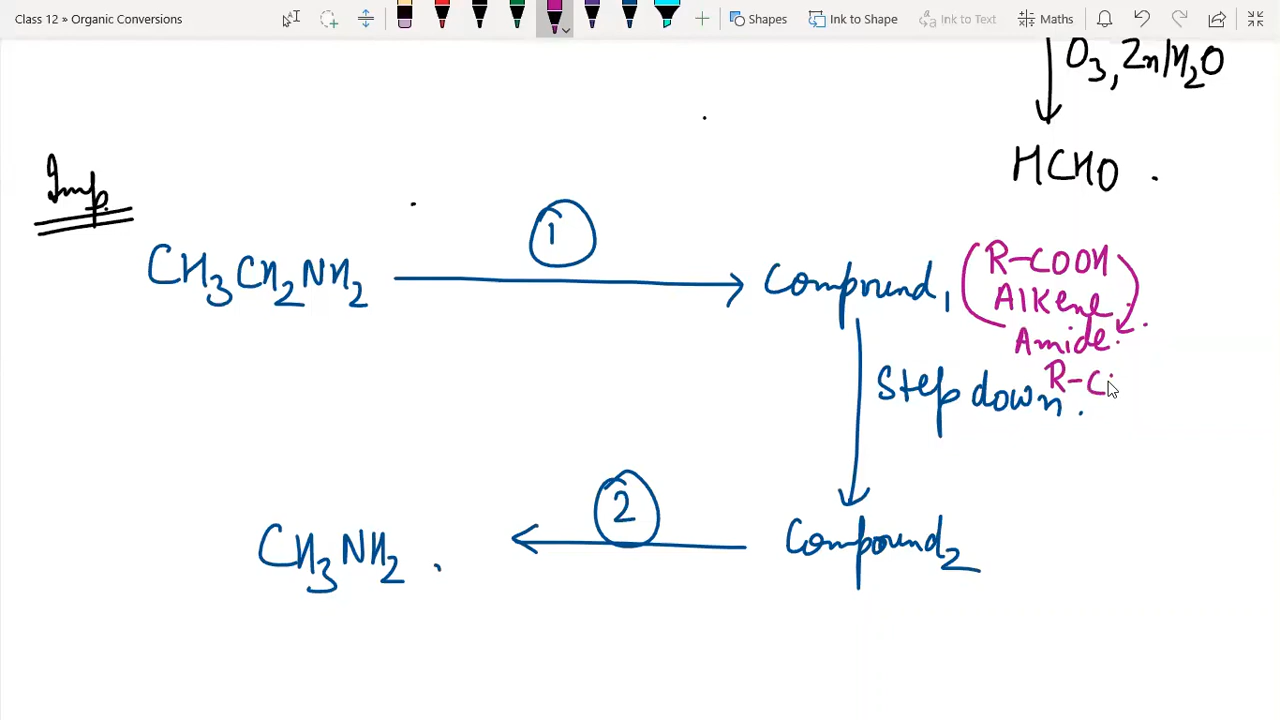 Class 12 » Organic Conversions
Shapes
Ink to Shape
Ink to Text
Maths
O3, Zn/H2O
HCHO .
Imp.
1
CH3CH2NH2
Compound1
R-COOH
Alkene
Amide.
R-C
Step down.
2
CH3NH2 .
Compound2